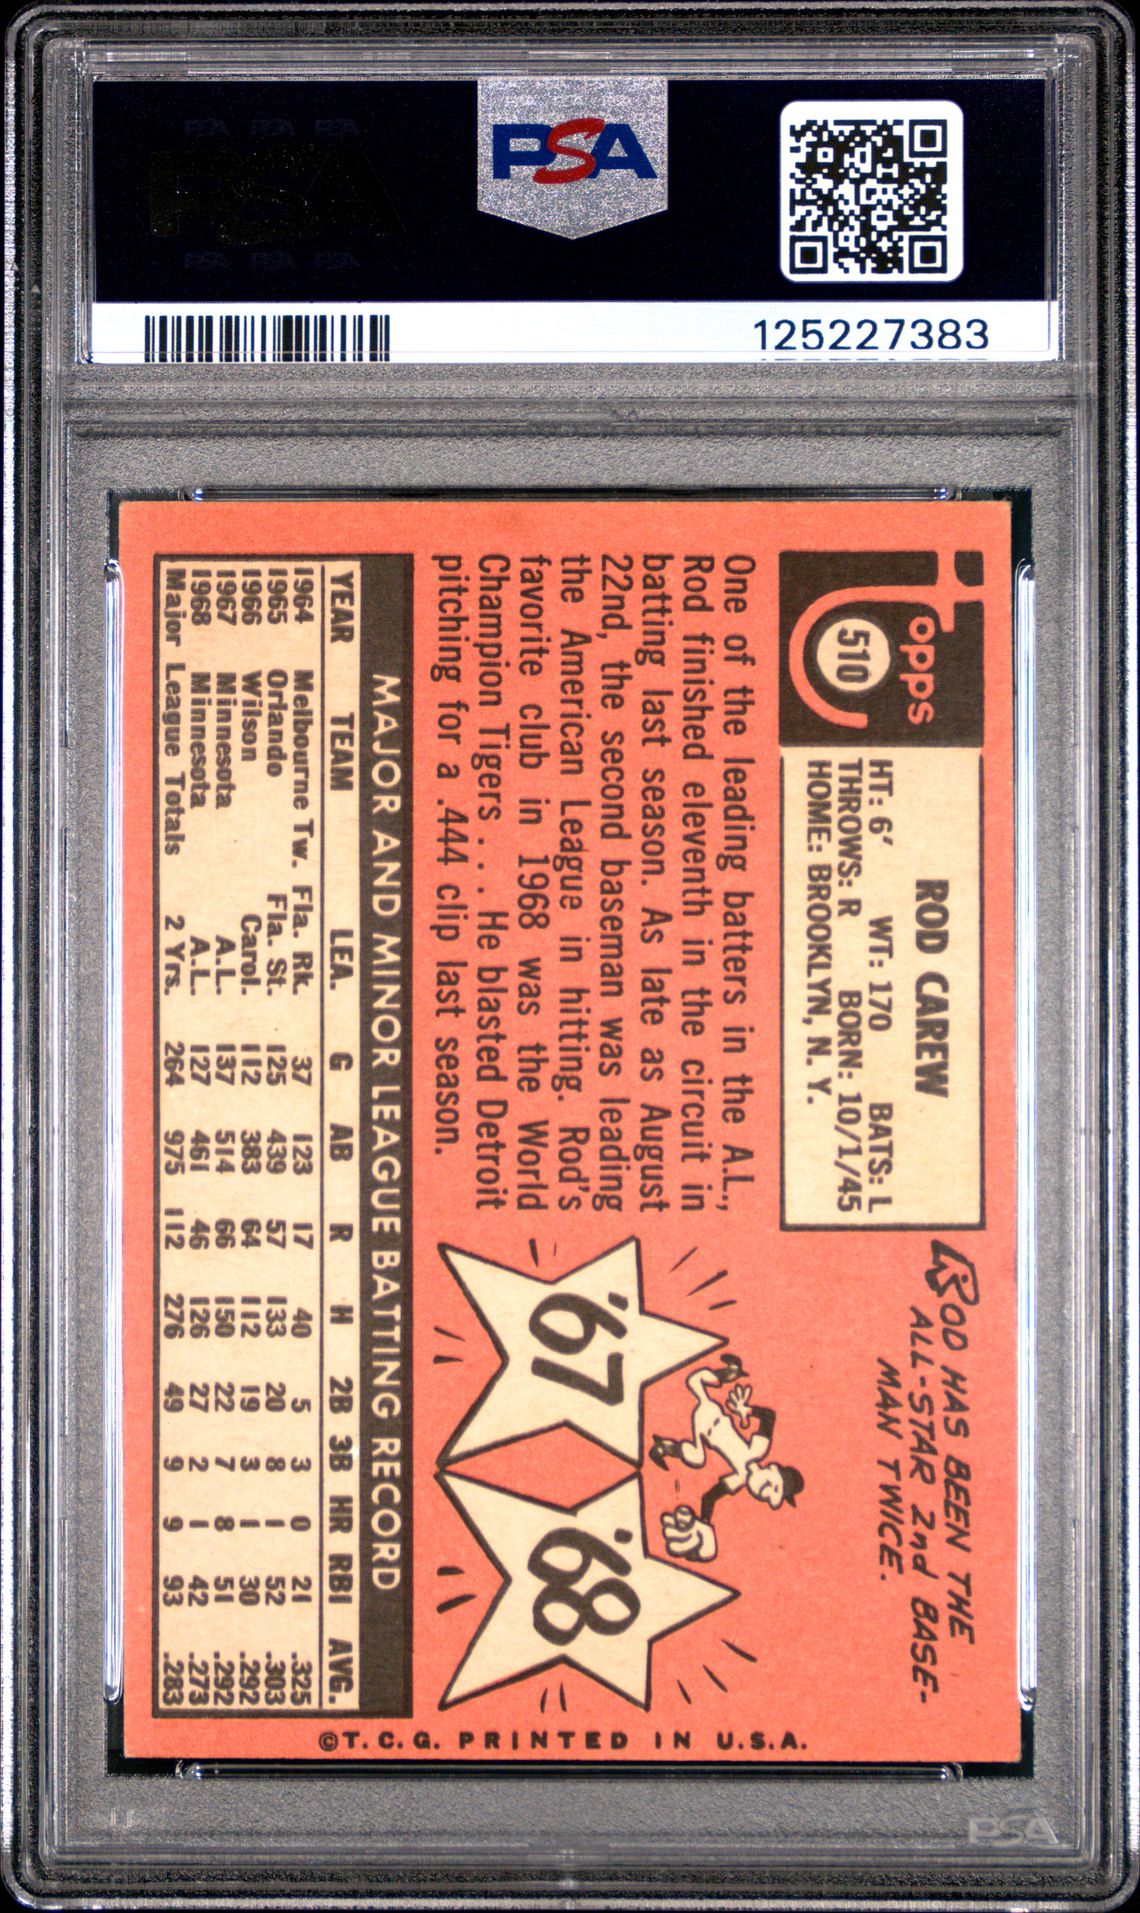 PSA
125227383
Topps
510
ROD CAREW
HT: 6' WT: 170 BATS: L
THROWS: R BORN: 10/1/45
HOME: BROOKLYN, N. Y.
ROD HAS BEEN THE
ALL-STAR 2nd BASE-
MAN TWICE.
One of the leading batters in the A.L.,
Rod finished eleventh in the circuit in
batting last season. As late as August
22nd, the second baseman was leading
the American League in hitting. Rod's
favorite club in 1968 was the World
Champion Tigers . . . He blasted Detroit
pitching for a .444 clip last season.
'67
'68
MAJOR AND MINOR LEAGUE BATTING RECORD
YEAR TEAM LEA. G AB R H 2B 3B HR RBI AVG.
1964 Melbourne Tw. Fla. Rk. 37 123 17 40 5 3 0 21 .325
1965 Orlando Fla. St. 125 439 57 133 20 8 1 52 .303
1966 Wilson Carol. 112 383 64 112 19 3 1 30 .292
1967 Minnesota A.L. 137 514 66 150 22 7 8 51 .292
1968 Minnesota A.L. 127 461 46 126 27 2 1 42 .273
Major League Totals 2 Yrs. 264 975 112 276 49 9 9 93 .283
©T.C.G. PRINTED IN U.S.A.
PSA